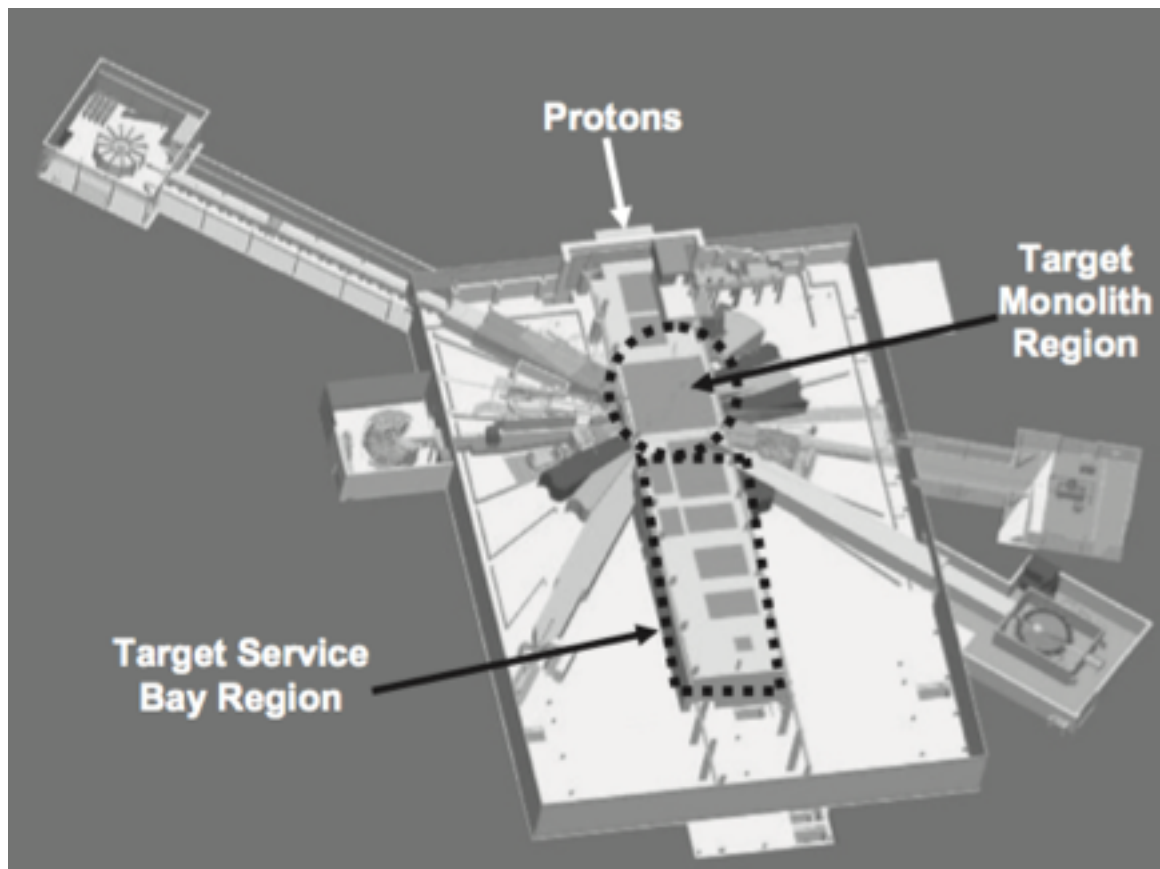 Protons
Target
Monolith
Region
Target Service
Bay Region